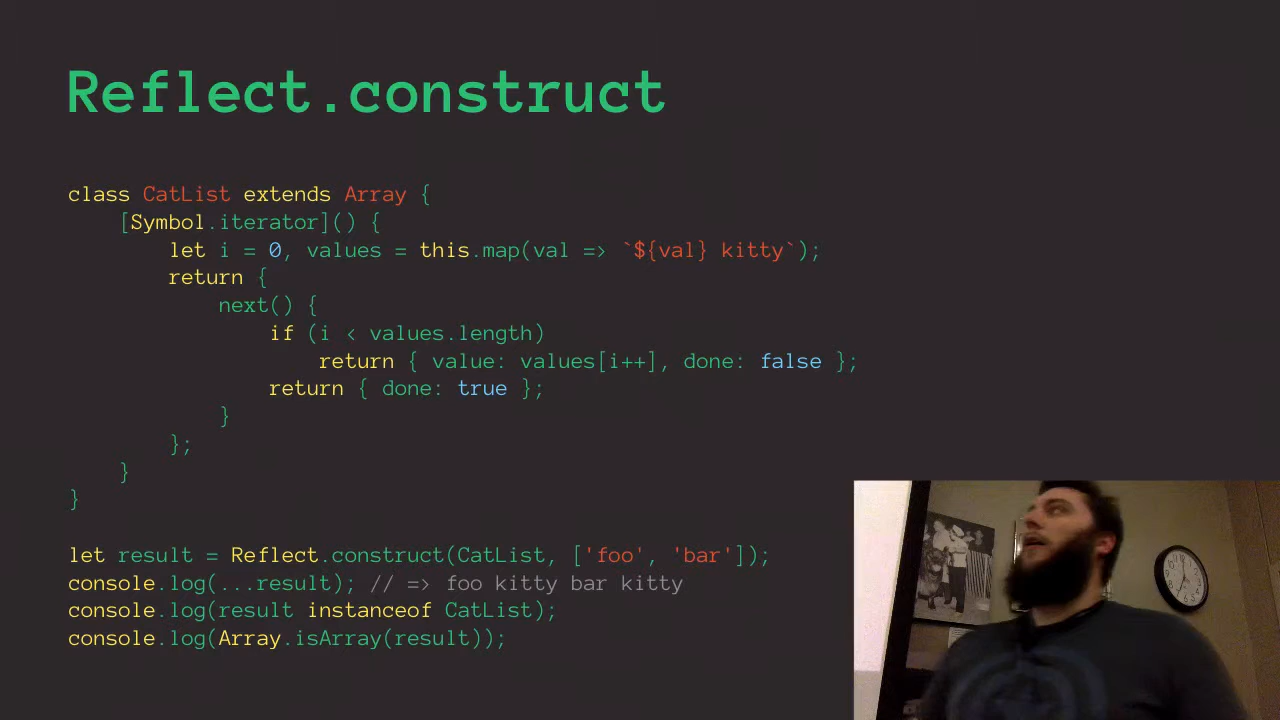 Reflect.construct
class CatList extends Array {
    [Symbol.iterator]() {
        let i = 0, values = this.map(val => `${val} kitty`);
        return {
            next() {
                if (i < values.length)
                    return { value: values[i++], done: false };
                return { done: true };
            }
        };
    }
}
let result = Reflect.construct(CatList, ['foo', 'bar']);
console.log(...result); // => foo kitty bar kitty
console.log(result instanceof CatList);
console.log(Array.isArray(result));